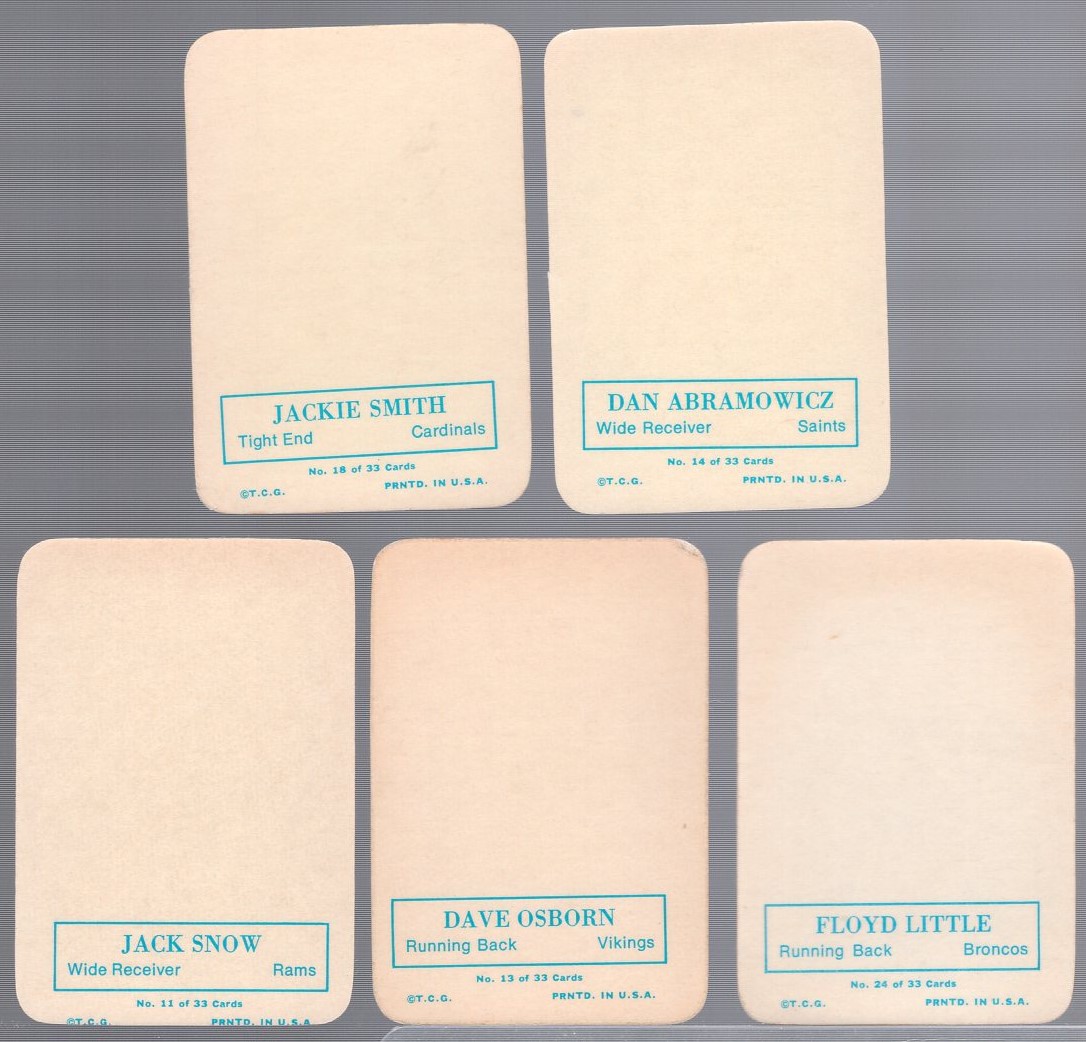 JACKIE SMITH
Tight End Cardinals
No. 18 of 33 Cards
©T.C.G. PRNTD. IN U.S.A.
DAN ABRAMOWICZ
Wide Receiver Saints
No. 14 of 33 Cards
©T.C.G. PRNTD. IN U.S.A.
JACK SNOW
Wide Receiver Rams
No. 11 of 33 Cards
©T.C.G. PRNTD. IN U.S.A
DAVE OSBORN
Running Back Vikings
No. 13 of 33 Cards
©T.C.G. PRNTD. IN U.S.A.
FLOYD LITTLE
Running Back Broncos
No. 24 of 33 Cards
©T.C.G. PRNTD. IN U.S.A.